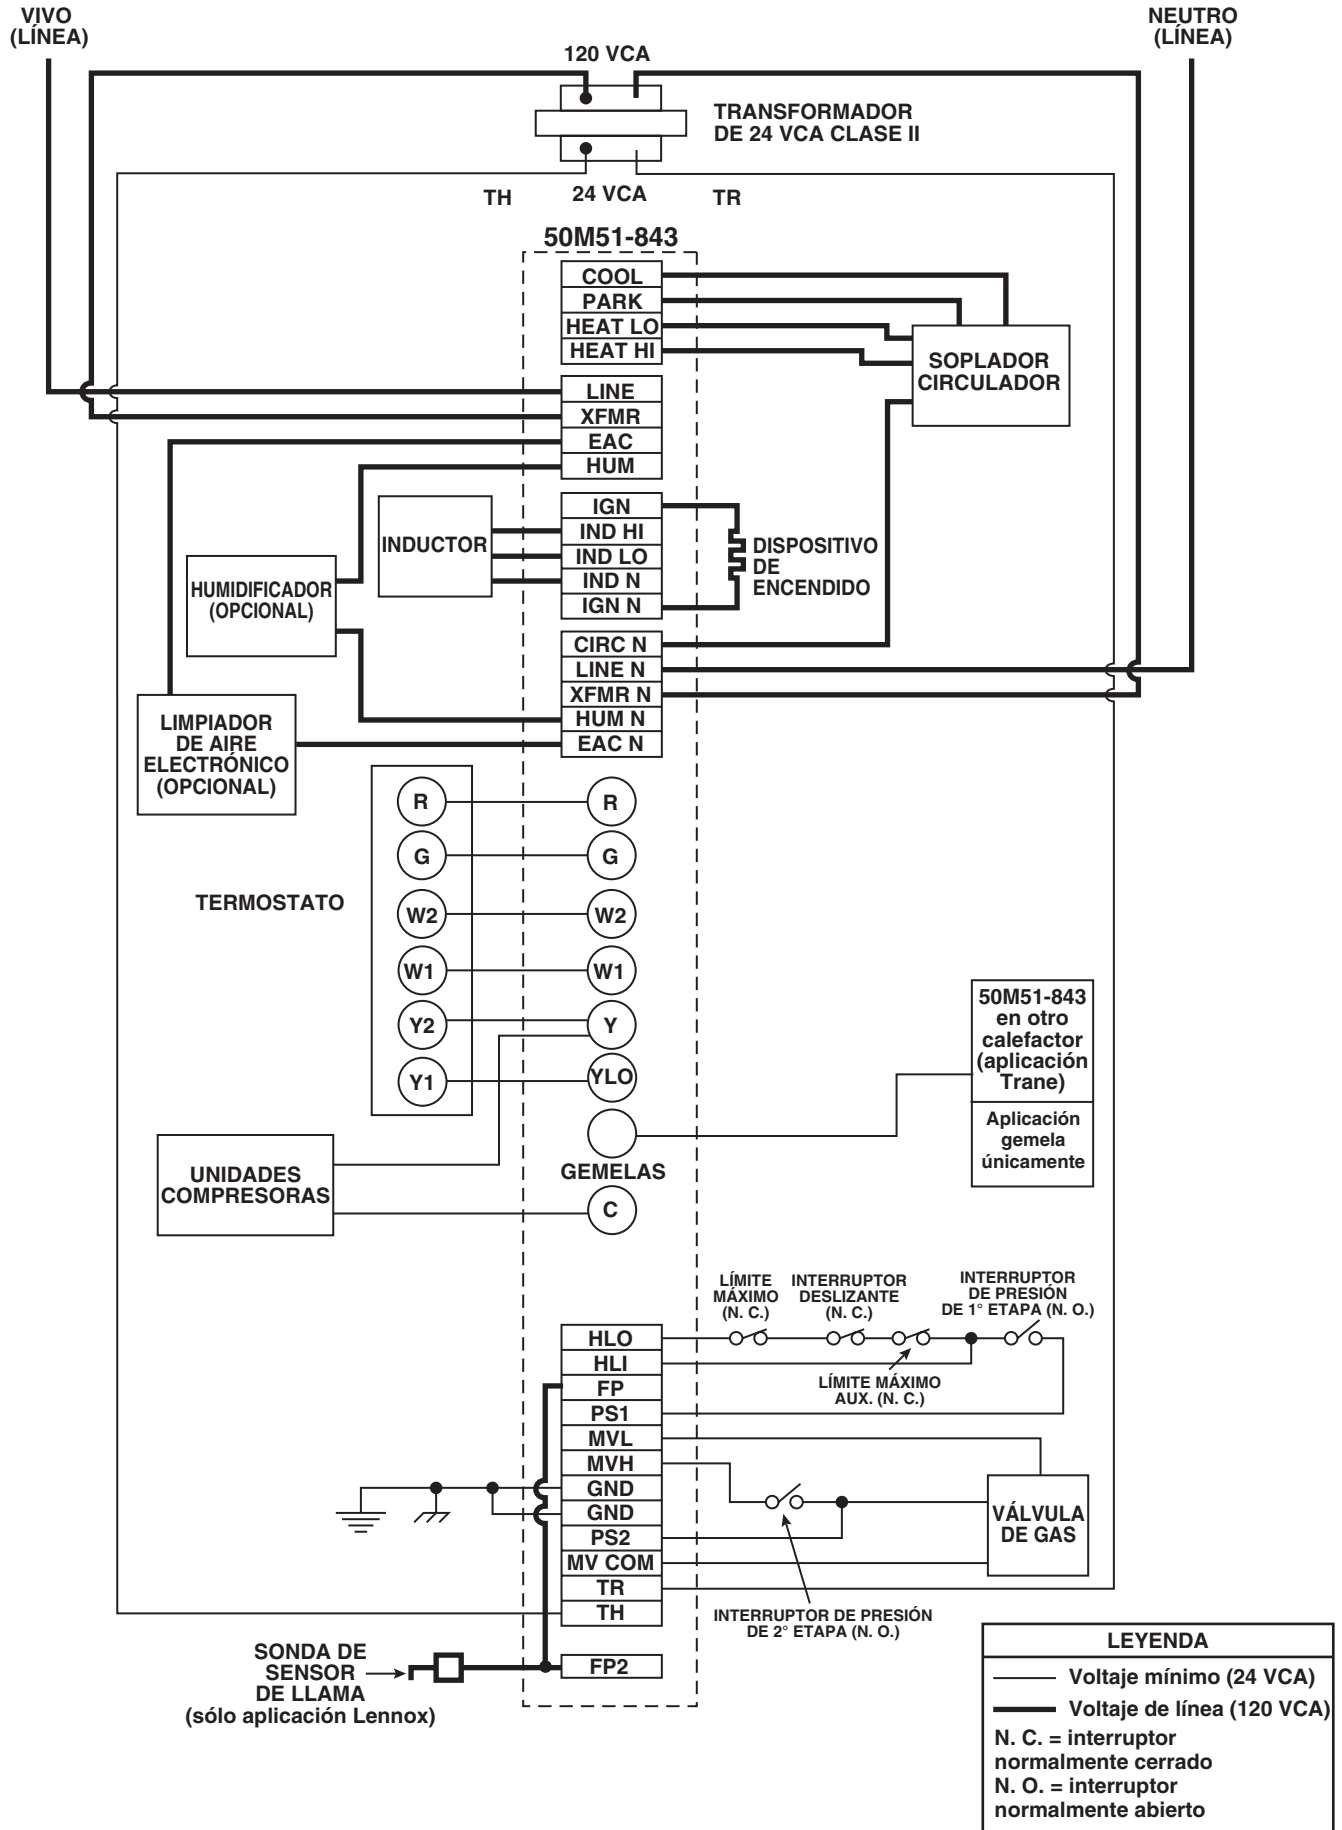 VIVO
(LÍNEA)
NEUTRO
(LÍNEA)
120 VCA
TRANSFORMADOR
DE 24 VCA CLASE II
TH
24 VCA
TR
50M51-843
COOL
PARK
HEAT LO
HEAT HI
SOPLADOR
CIRCULADOR
LINE
XFMR
EAC
HUM
IGN
IND HI
IND LO
IND N
IGN N
INDUCTOR
DISPOSITIVO
DE
ENCENDIDO
HUMIDIFICADOR
(OPCIONAL)
CIRC N
LINE N
XFMR N
HUM N
EAC N
LIMPIADOR
DE AIRE
ELECTRÓNICO
(OPCIONAL)
R
R
G
G
TERMOSTATO
W2
W2
W1
W1
Y2
Y
Y1
YLO
50M51-843
en otro
calefactor
(aplicación
Trane)
Aplicación
gemela
únicamente
GEMELAS
UNIDADES
COMPRESORAS
C
LÍMITE
MÁXIMO
(N. C.)
INTERRUPTOR
DESLIZANTE
(N. C.)
INTERRUPTOR
DE PRESIÓN
DE 1° ETAPA (N. O.)
LÍMITE MÁXIMO
AUX. (N. C.)
HLO
HLI
FP
PS1
MVL
MVH
GND
GND
PS2
MV COM
TR
TH
VÁLVULA
DE GAS
INTERRUPTOR DE PRESIÓN
DE 2° ETAPA (N. O.)
FP2
SONDA DE
SENSOR
DE LLAMA
(sólo aplicación Lennox)
LEYENDA
Voltaje mínimo (24 VCA)
Voltaje de línea (120 VCA)
N. C. = interruptor
normalmente cerrado
N. O. = interruptor
normalmente abierto